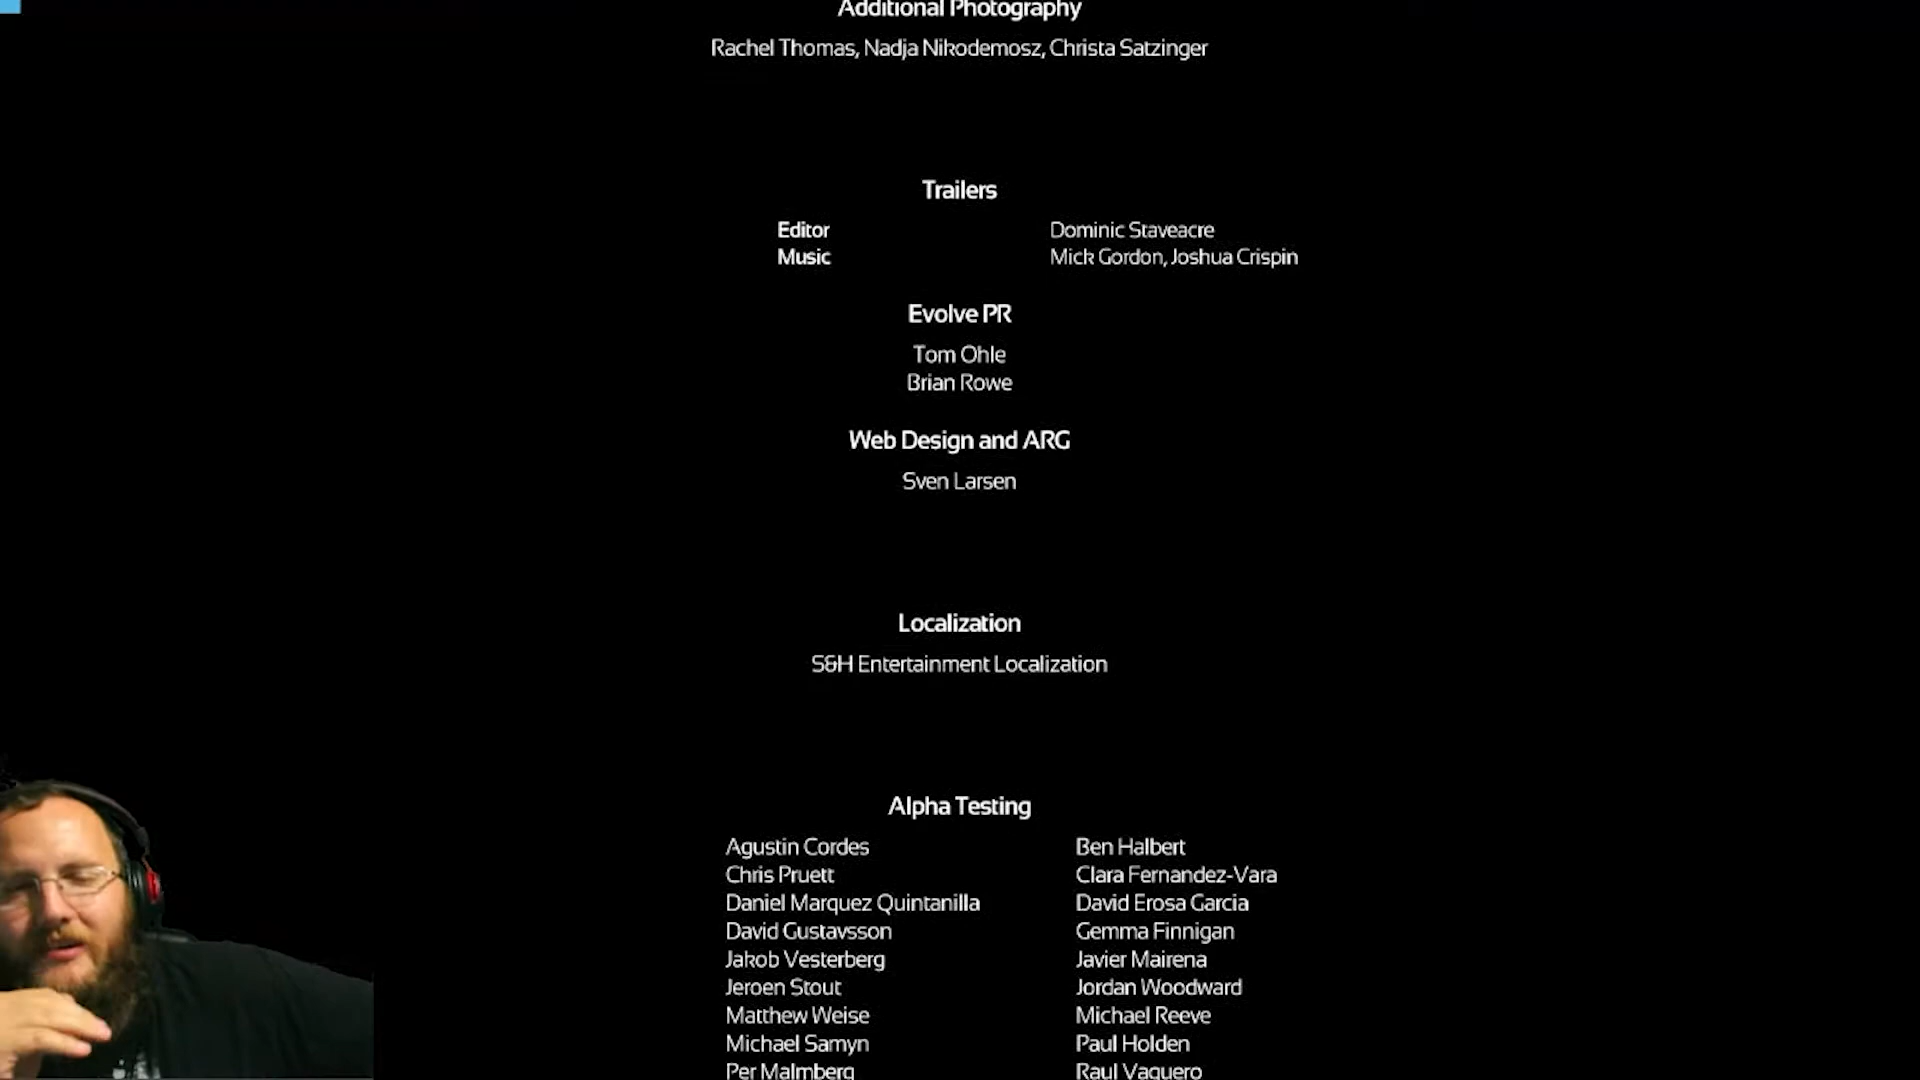 Additional Photography
Rachel Thomas, Nadja Nikodemosz, Christa Satzinger
Trailers
Editor Dominic Staveacre
Music Mick Gordon, Joshua Crispin
Evolve PR
Tom Ohle
Brian Rowe
Web Design and ARG
Sven Larsen
Localization
S&H Entertainment Localization
Alpha Testing
Agustin Cordes Ben Halbert
Chris Pruett Clara Fernandez-Vara
Daniel Marquez Quintanilla David Erosa Garcia
David Gustavsson Gemma Finnigan
Jakob Vesterberg Javier Mairena
Jeroen Stout Jordan Woodward
Matthew Weise Michael Reeve
Michael Samyn Paul Holden
Per Malmberg Raul Vaquero